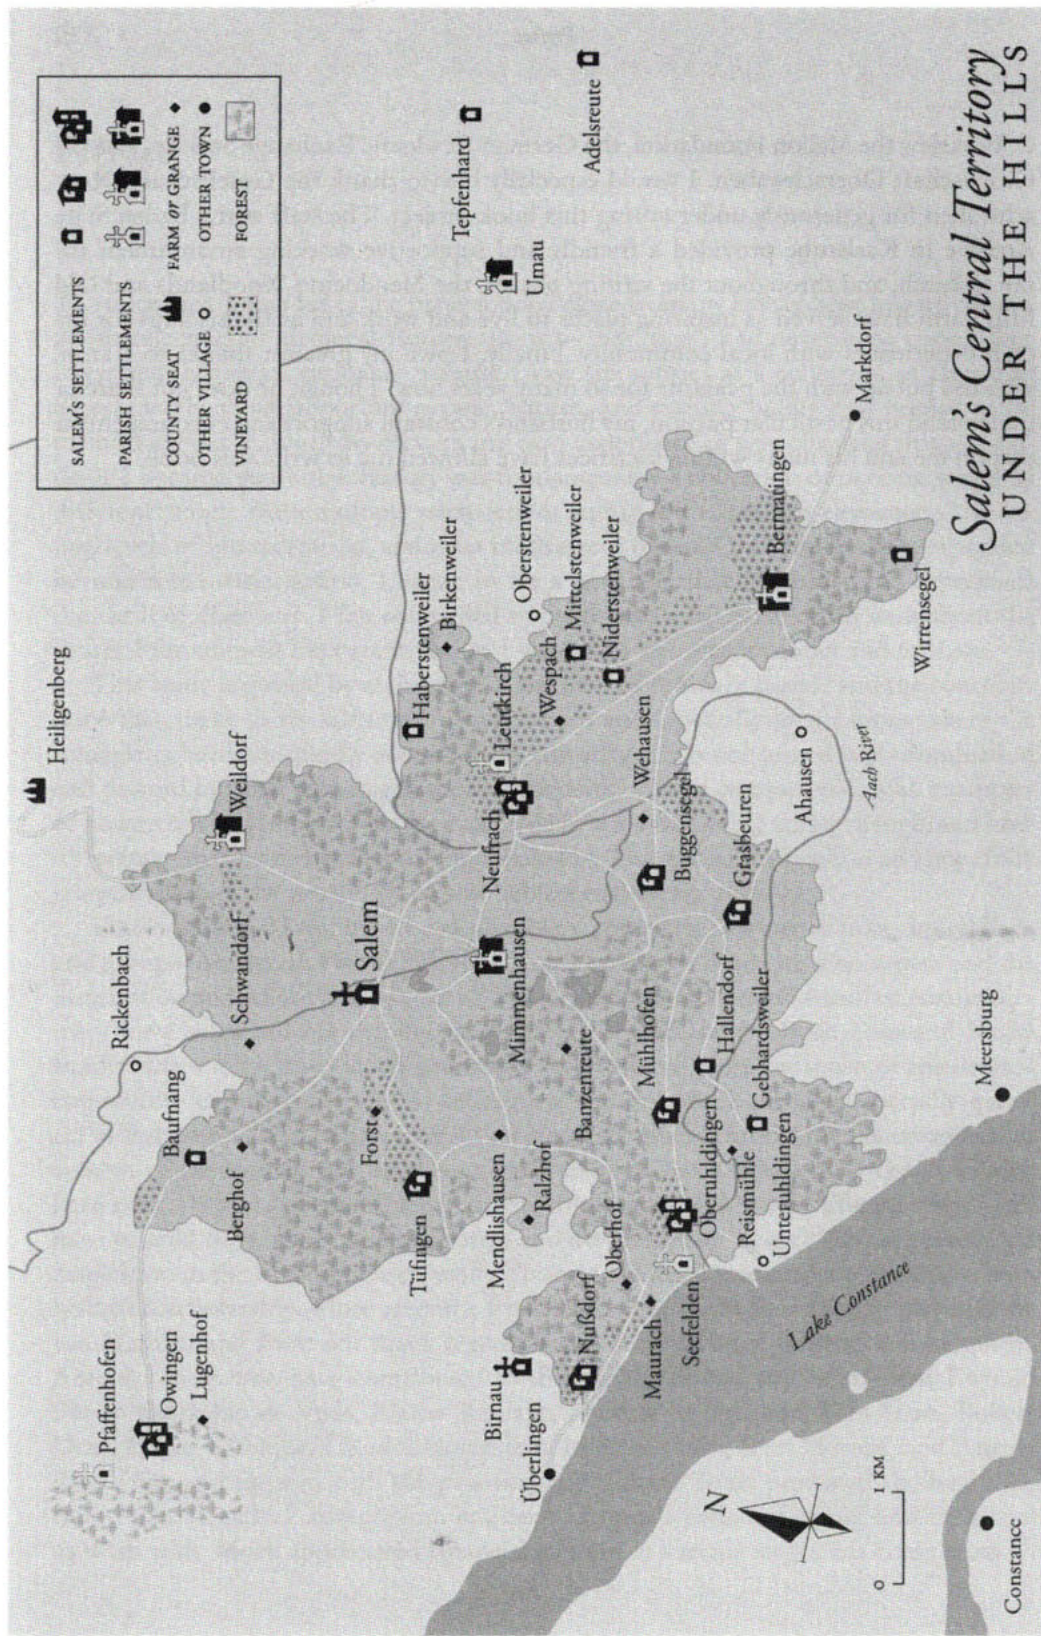 Salem's Central Territory
UNDER THE HILLS
SALEM'S SETTLEMENTS
PARISH SETTLEMENTS
COUNTY SEAT
FARM or GRANGE
OTHER VILLAGE
OTHER TOWN
VINEYARD
FOREST
Heiligenberg
Pfaffenhofen
Owingen
Lugenhof
Baufnang
Rickenbach
Berghof
Schwandorf
Weildorf
Forst
Salem
Tüfingen
Haberstenweiler
Birkenweiler
Tepfenhard
Urnau
Adelsreute
Mendlishausen
Ralzhof
Mimmenhausen
Neufrach
Leutkirch
Oberstenweiler
Wespach
Mittelstenweiler
Niderstenweiler
Birnau
Überlingen
Nußdorf
Oberhof
Maurach
Seefelden
Banzenreute
Mühlhofen
Wehausen
Buggensegel
Oberuhldingen
Reismühle
Unteruhldingen
Hallendorf
Gebhardsweiler
Grasbeuren
Ahausen
Aach River
Bermatingen
Markdorf
Wirrensegel
Lake Constance
Meersburg
N
0 1 KM
Constance